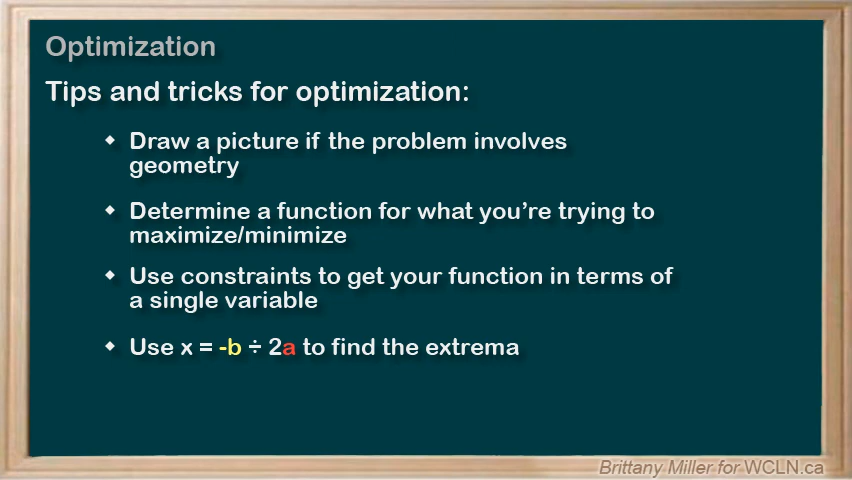 Optimization
Tips and tricks for optimization:
◆ Draw a picture if the problem involves
geometry
◆ Determine a function for what you’re trying to
maximize/minimize
◆ Use constraints to get your function in terms of
a single variable
◆ Use x = -b ÷ 2a to find the extrema
Brittany Miller for WCLN.ca